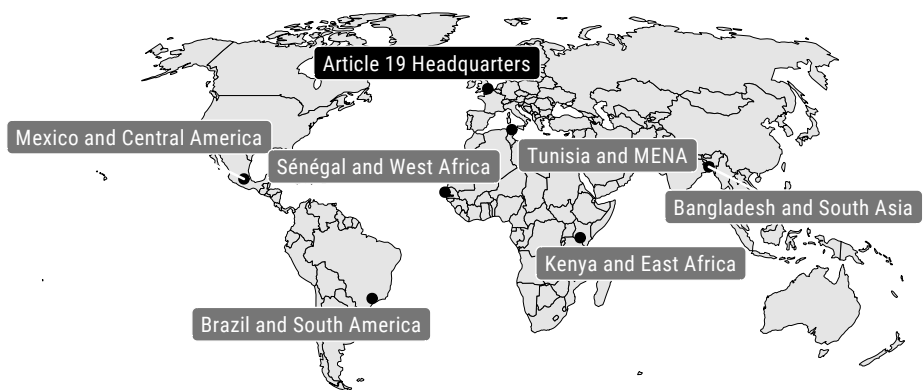 Article 19 Headquarters
Mexico and Central America
Sénégal and West Africa
Tunisia and MENA
Bangladesh and South Asia
Kenya and East Africa
Brazil and South America